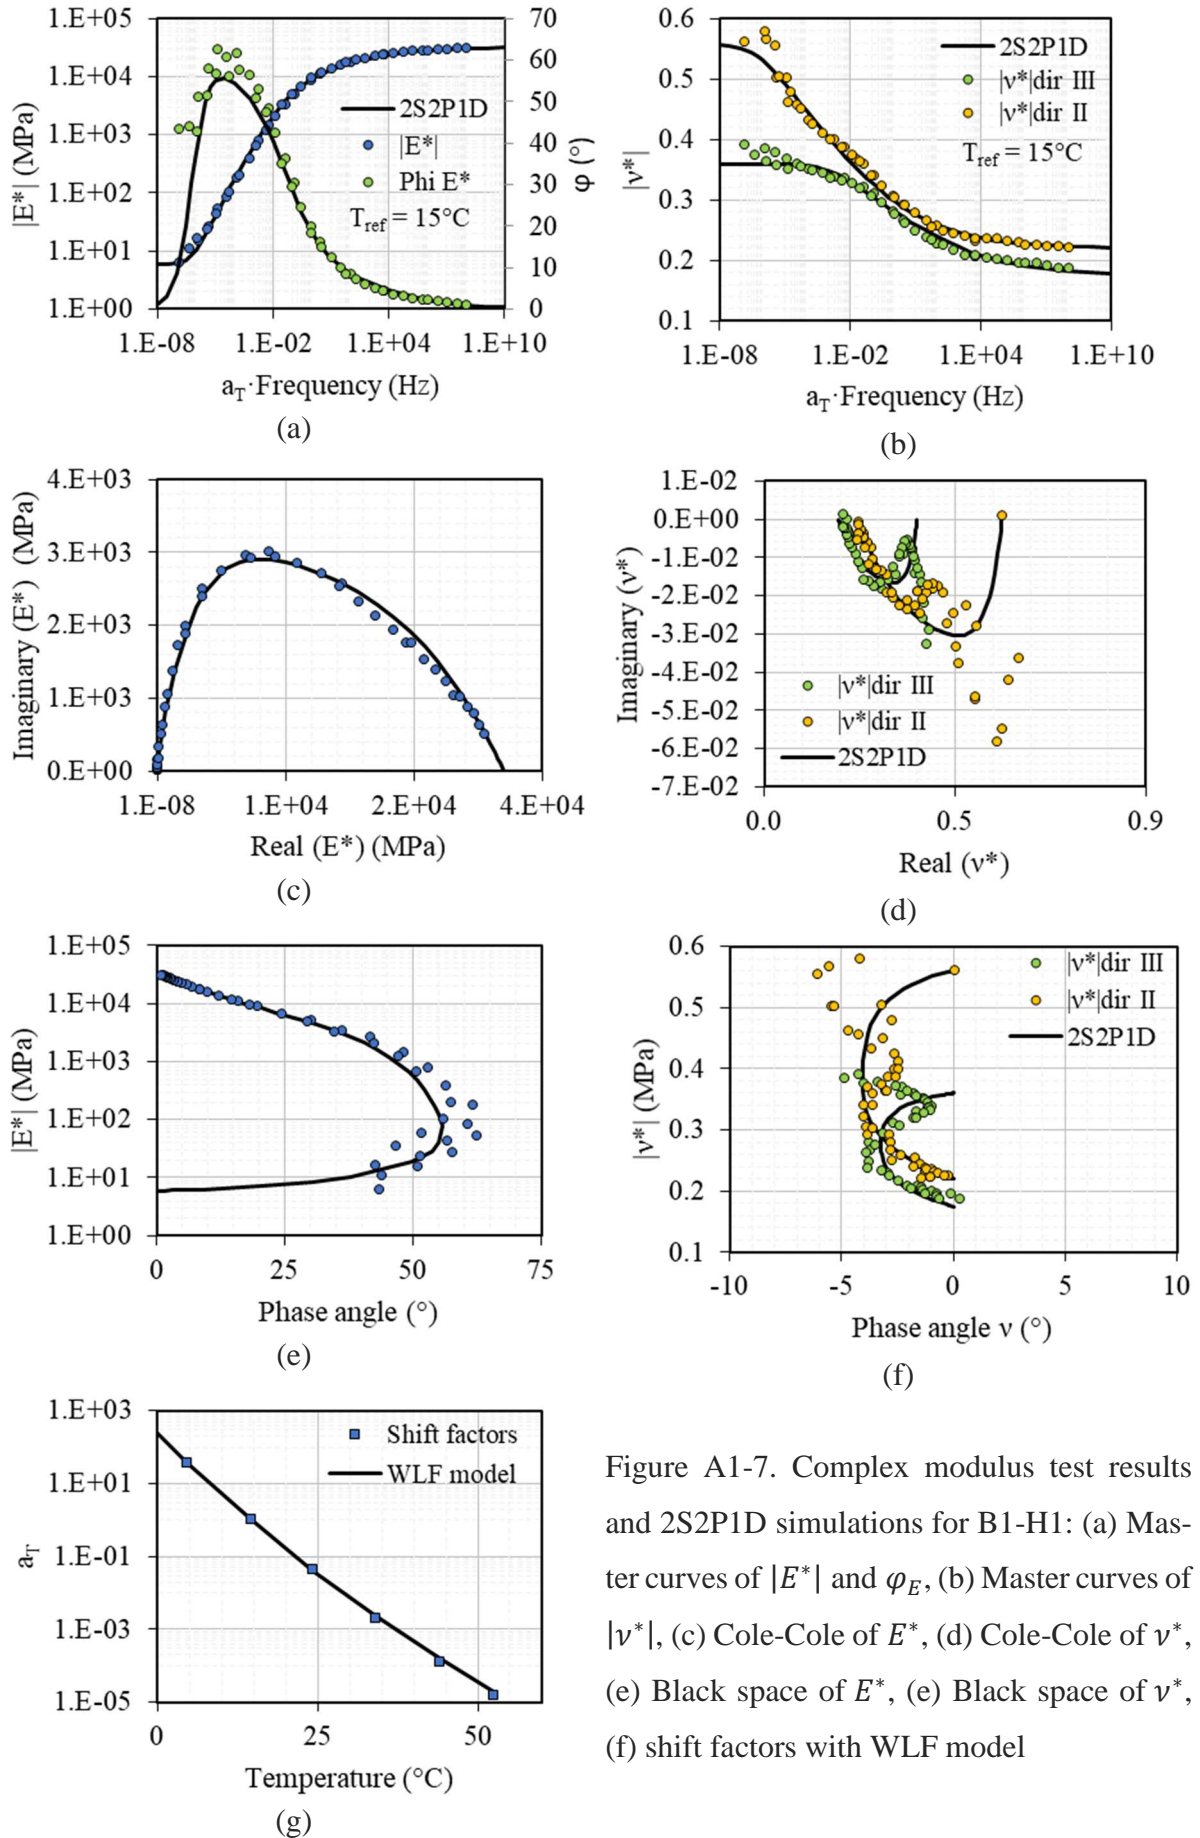 1.E+05
1.E+04
1.E+03
1.E+02
1.E+01
1.E+00
|E*| (MPa)
70
60
50
40
30
20
10
0
φ (°)
2S2P1D
|E*|
Phi E*
T_ref = 15°C
1.E-08 1.E-02 1.E+04 1.E+10
a_T·Frequency (Hz)
(a)
0.6
0.5
0.4
0.3
0.2
0.1
|ν*|
2S2P1D
|ν*|dir III
|ν*|dir II
T_ref = 15°C
1.E-08 1.E-02 1.E+04 1.E+10
a_T·Frequency (Hz)
(b)
4.E+03
3.E+03
2.E+03
1.E+03
0.E+00
Imaginary (E*) (MPa)
1.E-08 1.E+04 2.E+04 4.E+04
Real (E*) (MPa)
(c)
1.E-02
0.E+00
-1.E-02
-2.E-02
-3.E-02
-4.E-02
-5.E-02
-6.E-02
-7.E-02
Imaginary (ν*)
|ν*|dir III
|ν*|dir II
2S2P1D
0.0 0.5 0.9
Real (ν*)
(d)
1.E+05
1.E+04
1.E+03
1.E+02
1.E+01
1.E+00
|E*| (MPa)
0 25 50 75
Phase angle (°)
(e)
0.6
0.5
0.4
0.3
0.2
0.1
|ν*| (MPa)
|ν*|dir III
|ν*|dir II
2S2P1D
-10 -5 0 5 10
Phase angle ν (°)
(f)
1.E+03
1.E+01
1.E-01
1.E-03
1.E-05
a_T
Shift factors
WLF model
0 25 50
Temperature (°C)
(g)
Figure A1-7. Complex modulus test results
and 2S2P1D simulations for B1-H1: (a) Mas-
ter curves of |E*| and φ_E, (b) Master curves of
|ν*|, (c) Cole-Cole of E*, (d) Cole-Cole of ν*,
(e) Black space of E*, (e) Black space of ν*,
(f) shift factors with WLF model